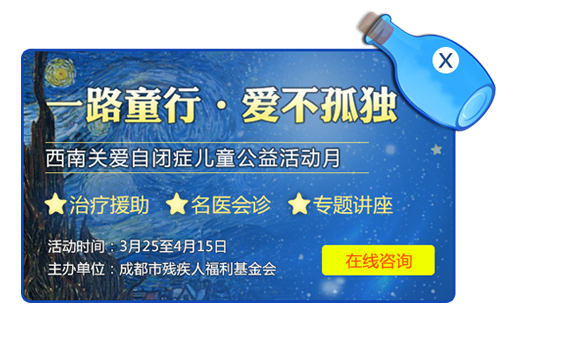 X
一路童行·爱不孤独
西南关爱自闭症儿童公益活动月
治疗援助 名医会诊 专题讲座
活动时间：3月25至4月15日
主办单位：成都市残疾人福利基金会
在线咨询